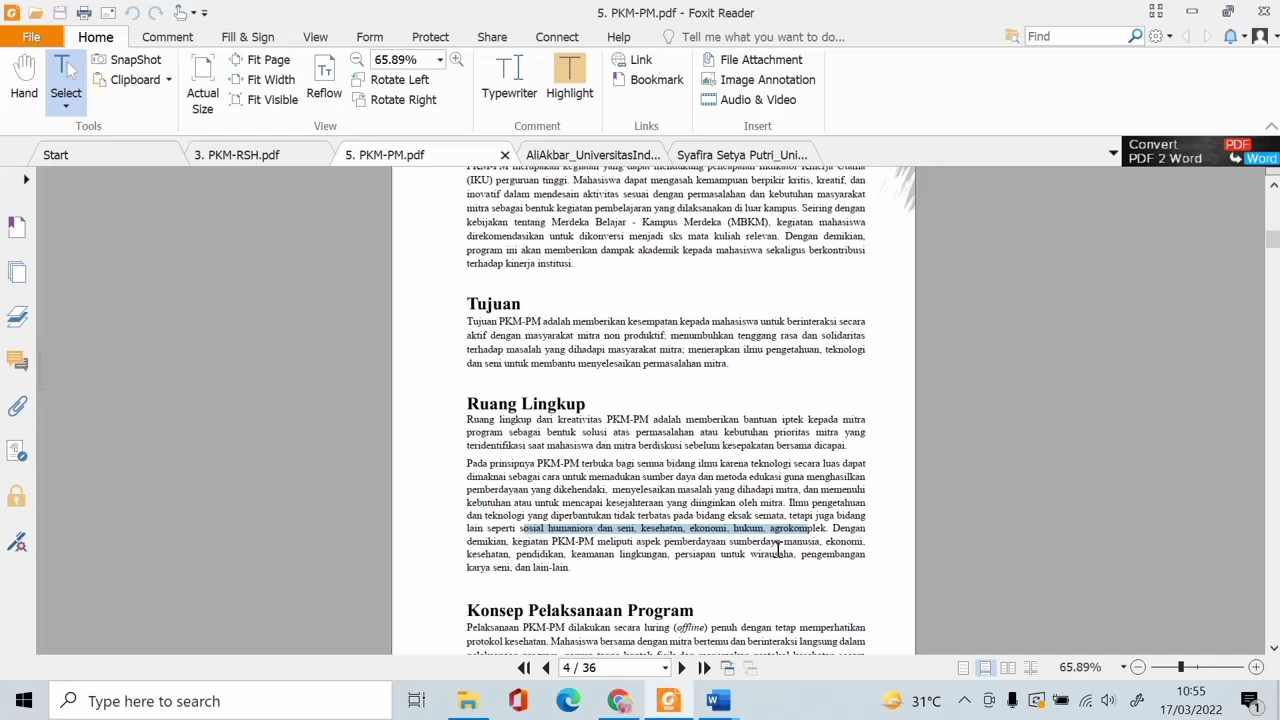 5. PKM-PM.pdf - Foxit Reader
File Home Comment Fill & Sign View Form Protect Share Connect Help Tell me what you want to do... Find
Hand Select SnapShot Clipboard Actual Size Fit Page Fit Width Fit Visible Reflow 65.89% Rotate Left Rotate Right Typewriter Highlight Link Bookmark File Attachment Image Annotation Audio & Video
Tools View Comment Links Insert
Start 3. PKM-RSH.pdf 5. PKM-PM.pdf AliAkbar_UniversitasInd... Syafira Setya Putri_Uni... Convert PDF
PDF 2 Word Word
PKM-PM merupakan kegiatan yang dapat mendukung pencapaian Indikator Kinerja Utama
(IKU) perguruan tinggi. Mahasiswa dapat mengasah kemampuan berpikir kritis, kreatif, dan
inovatif dalam mendesain aktivitas sesuai dengan permasalahan dan kebutuhan masyarakat
mitra sebagai bentuk kegiatan pembelajaran yang dilaksanakan di luar kampus. Seiring dengan
kebijakan tentang Merdeka Belajar - Kampus Merdeka (MBKM), kegiatan mahasiswa
direkomendasikan untuk dikonversi menjadi sks mata kuliah relevan. Dengan demikian,
program ini akan memberikan dampak akademik kepada mahasiswa sekaligus berkontribusi
terhadap kinerja institusi.
Tujuan
Tujuan PKM-PM adalah memberikan kesempatan kepada mahasiswa untuk berinteraksi secara
aktif dengan masyarakat mitra non produktif; menumbuhkan tenggang rasa dan solidaritas
terhadap masalah yang dihadapi masyarakat mitra; menerapkan ilmu pengetahuan, teknologi
dan seni untuk membantu menyelesaikan permasalahan mitra.
Ruang Lingkup
Ruang lingkup dari kreativitas PKM-PM adalah memberikan bantuan iptek kepada mitra
program sebagai bentuk solusi atas permasalahan atau kebutuhan prioritas mitra yang
teridentifikasi saat mahasiswa dan mitra berdiskusi sebelum kesepakatan bersama dicapai.
Pada prinsipnya PKM-PM terbuka bagi semua bidang ilmu karena teknologi secara luas dapat
dimaknai sebagai cara untuk memadukan sumber daya dan metoda edukasi guna menghasilkan
pemberdayaan yang dikehendaki, menyelesaikan masalah yang dihadapi mitra, dan memenuhi
kebutuhan atau untuk mencapai kesejahteraan yang diinginkan oleh mitra. Ilmu pengetahuan
dan teknologi yang diperbantukan tidak terbatas pada bidang eksak semata, tetapi juga bidang
lain seperti sosial humaniora dan seni, kesehatan, ekonomi, hukum, agrokomplek. Dengan
demikian, kegiatan PKM-PM meliputi aspek pemberdayaan sumberdaya manusia, ekonomi,
kesehatan, pendidikan, keamanan lingkungan, persiapan untuk wirausaha, pengembangan
karya seni, dan lain-lain.
Konsep Pelaksanaan Program
Pelaksanaan PKM-PM dilakukan secara luring (offline) penuh dengan tetap memperhatikan
protokol kesehatan. Mahasiswa bersama dengan mitra bertemu dan berinteraksi langsung dalam
4 / 36 65.89%
Type here to search 31°C 10:55
17/03/2022 1